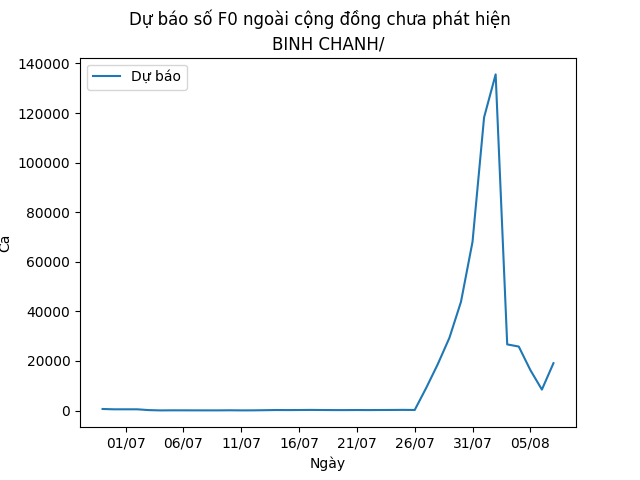 Dự báo số F0 ngoài cộng đồng chưa phát hiện
BINH CHANH/
Dự báo
140000
120000
100000
80000
60000
40000
20000
0
Ca
01/07 06/07 11/07 16/07 21/07 26/07 31/07 05/08
Ngày